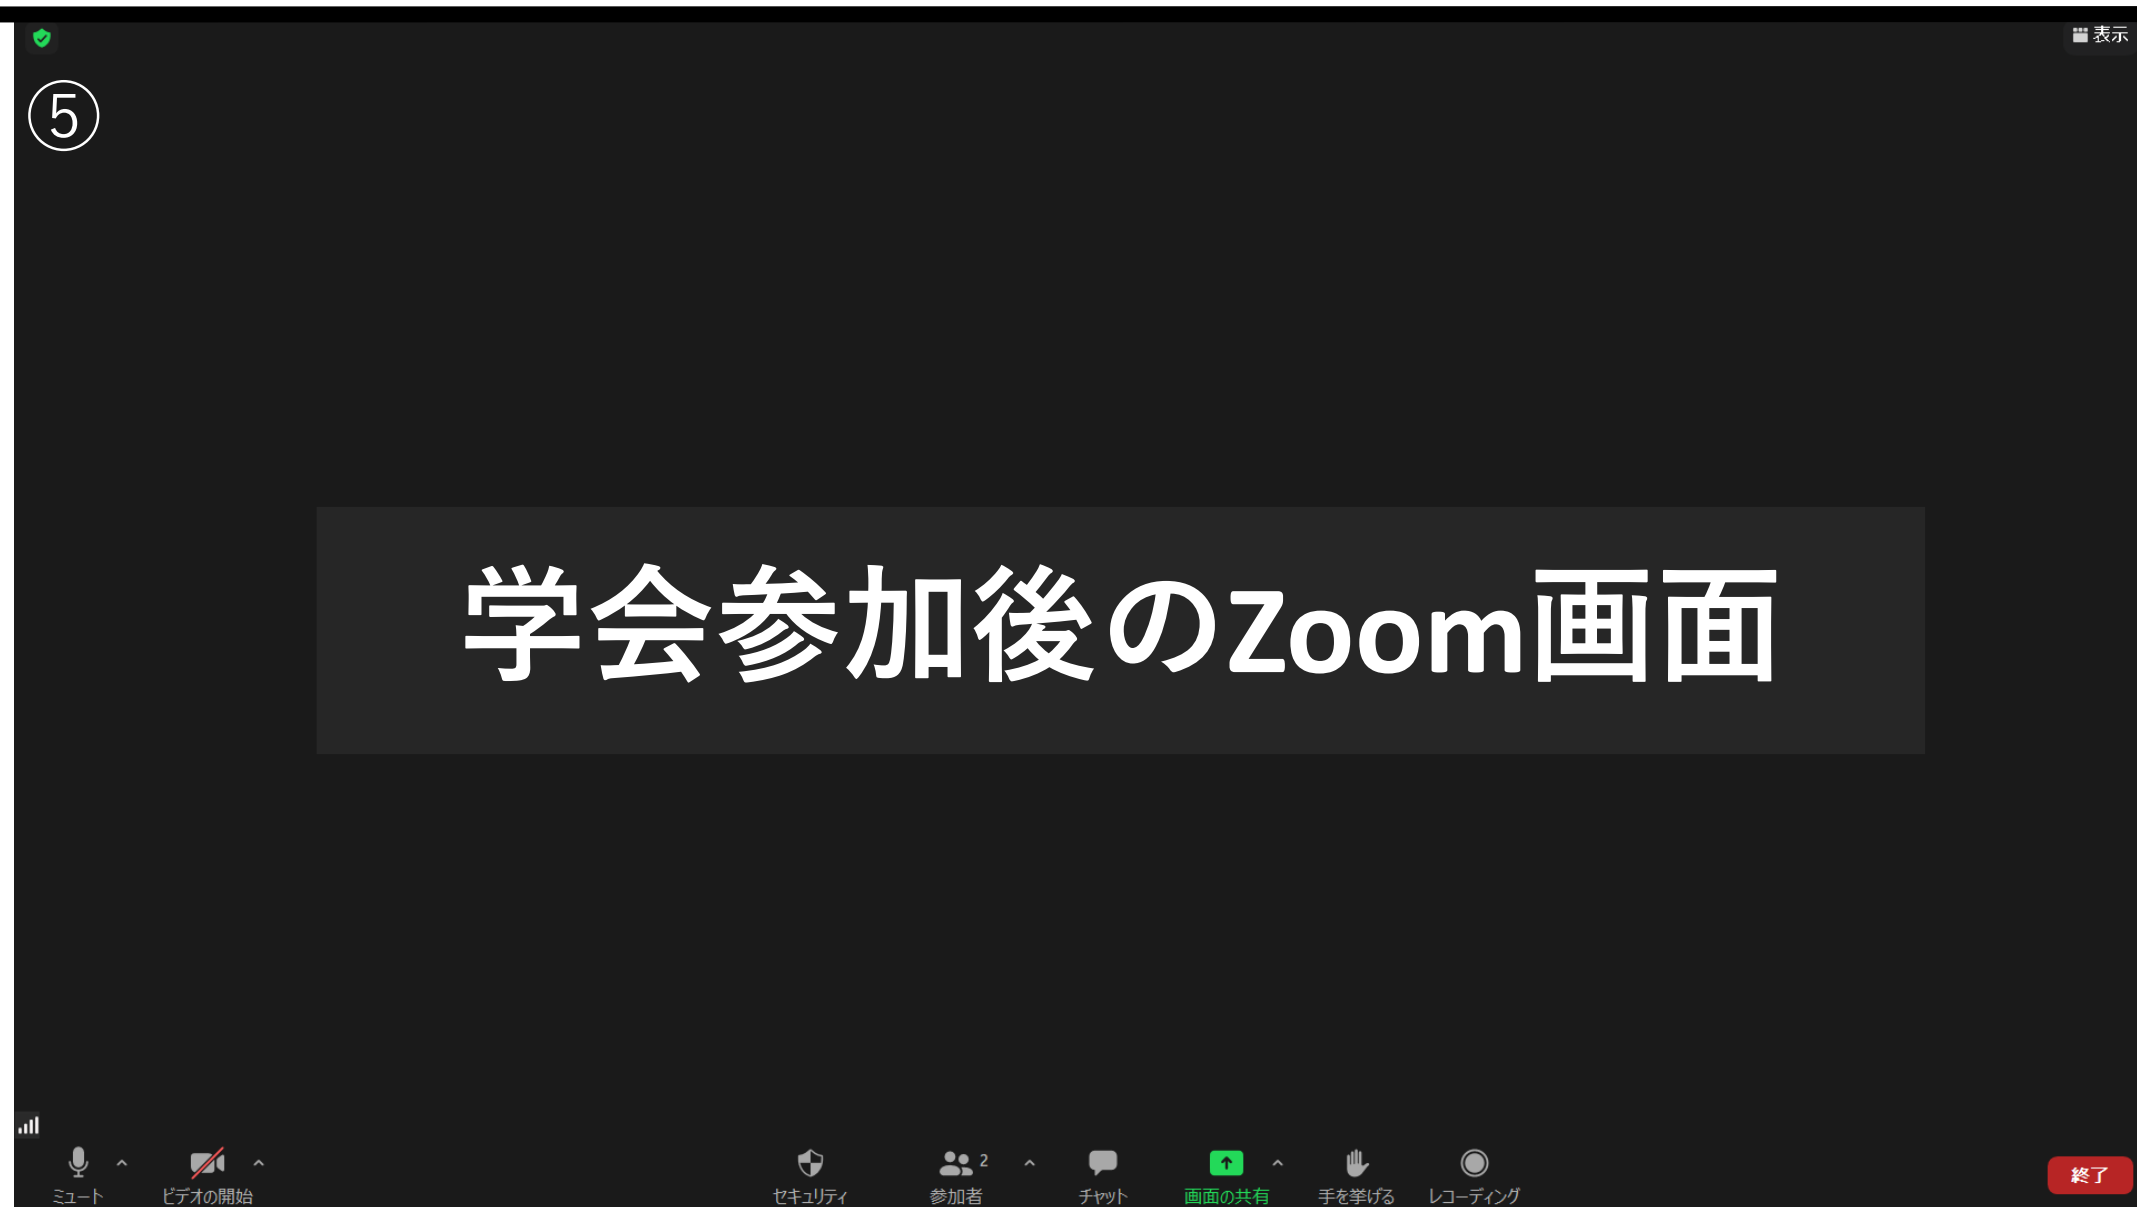 表示
⑤
学会参加後のZoom画面
2
ミュート ビデオの開始 セキュリティ 参加者 チャット 画面の共有 手を挙げる レコーディング 終了